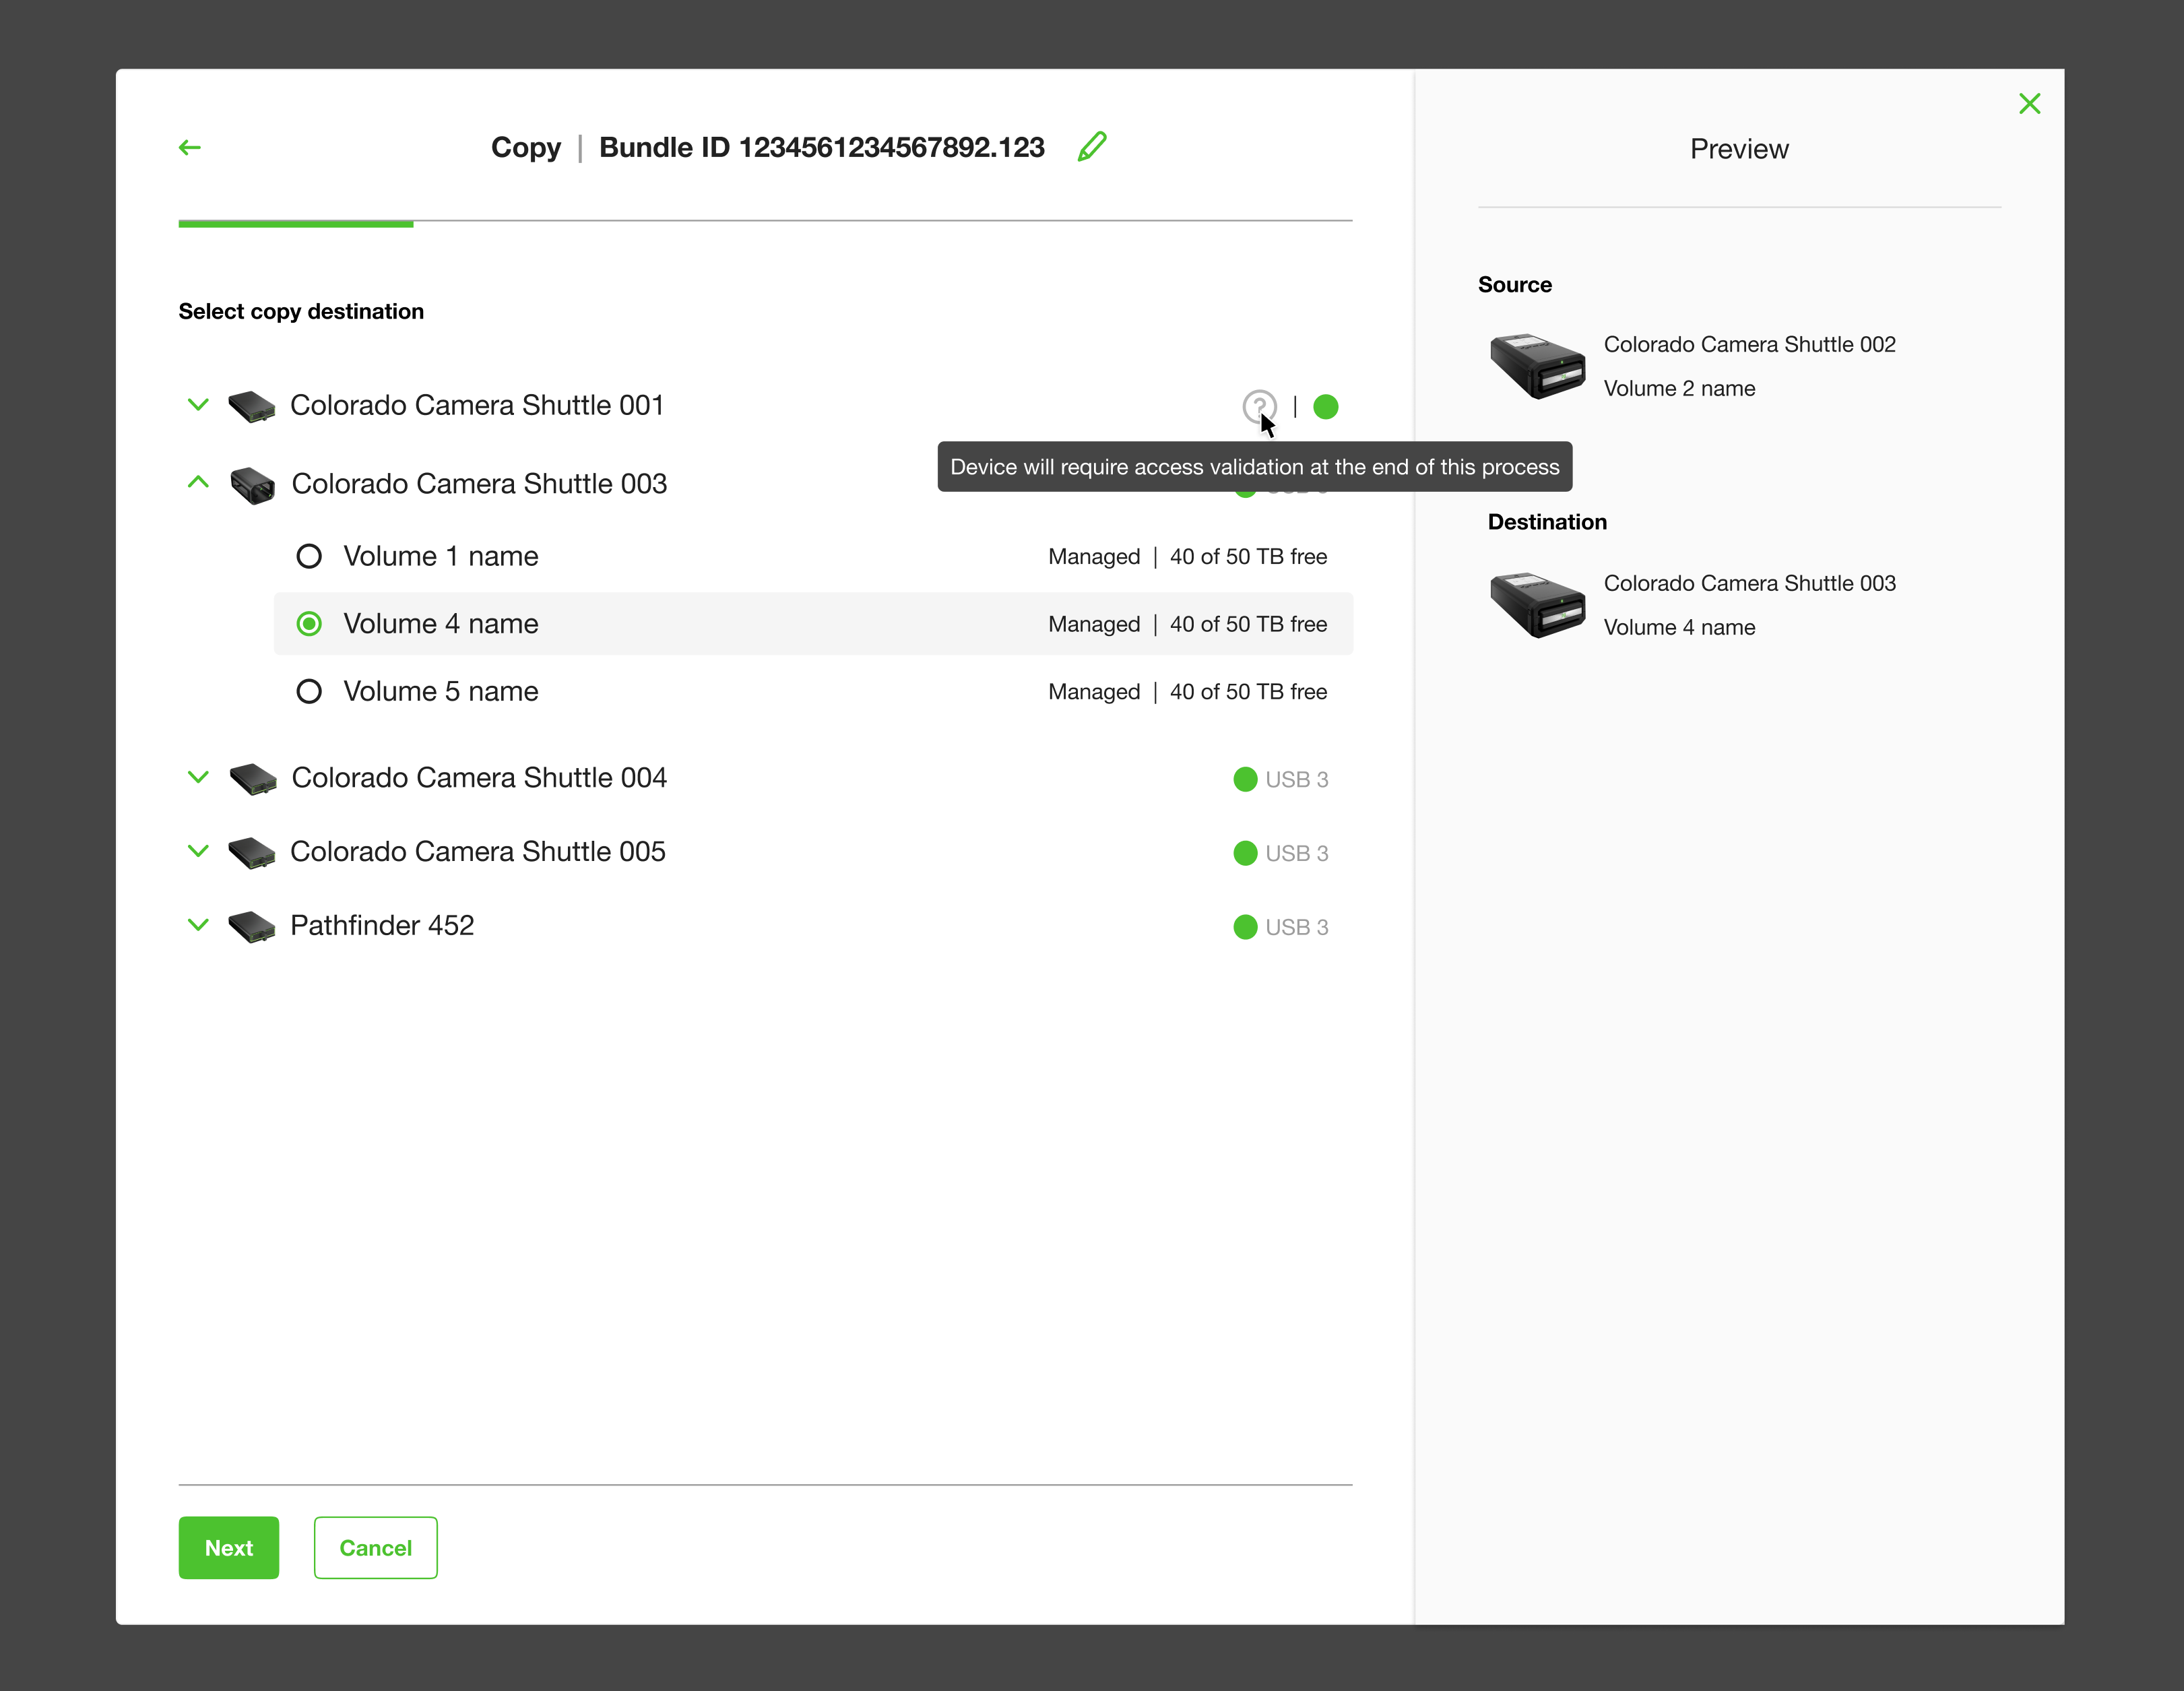 Copy | Bundle ID 1234561234567892.123
Preview
Select copy destination
Colorado Camera Shuttle 001
Device will require access validation at the end of this process
Colorado Camera Shuttle 003
Volume 1 name Managed | 40 of 50 TB free
Volume 4 name Managed | 40 of 50 TB free
Volume 5 name Managed | 40 of 50 TB free
Colorado Camera Shuttle 004 USB 3
Colorado Camera Shuttle 005 USB 3
Pathfinder 452 USB 3
Next
Cancel
Source
Colorado Camera Shuttle 002
Volume 2 name
Destination
Colorado Camera Shuttle 003
Volume 4 name